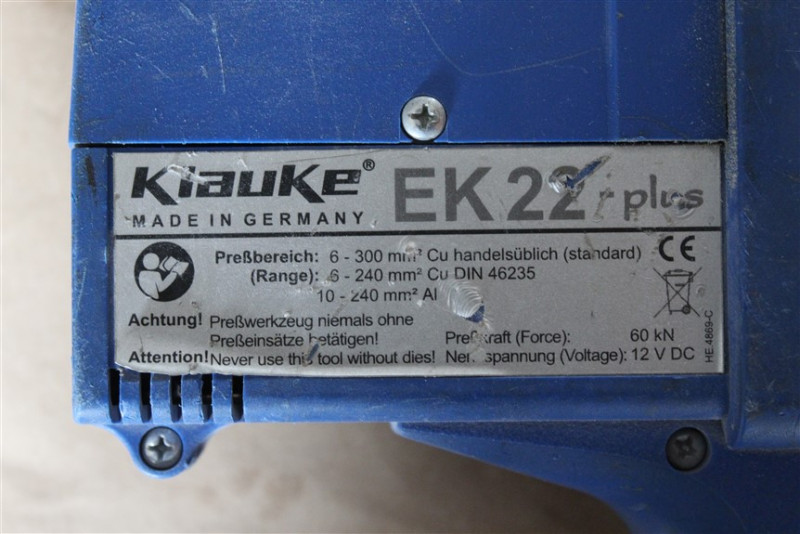 Klauke® EK 22 plus
MADE IN GERMANY
Preßbereich: 6 - 300 mm² Cu handelsüblich (standard) CE
(Range): 6 - 240 mm² Cu DIN 46235
10 - 240 mm² Al
Achtung! Preßwerkzeug niemals ohne
Preßeinsätze betätigen! Preßkraft (Force): 60 kN
Attention! Never use this tool without dies! Nennspannung (Voltage): 12 V DC
HE.4869-C